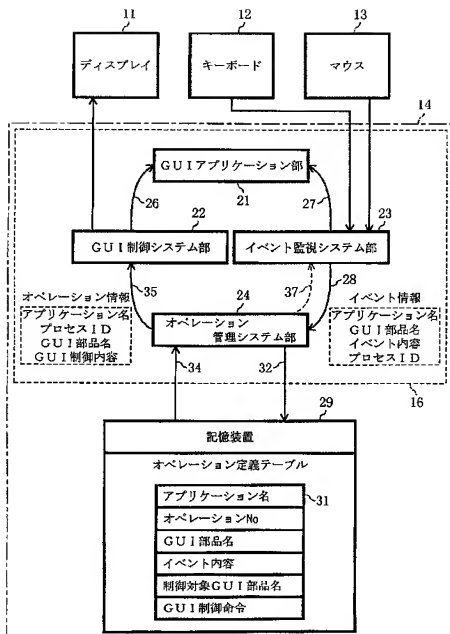 11
12
13
ディスプレイ
キーボード
マウス
14
GUIアプリケーション部
21
26
27
22
23
GUI制御システム部
イベント監視システム部
35
24
37
28
オペレーション情報
アプリケーション名
プロセスID
GUI部品名
GUI制御内容
オペレーション
管理システム部
イベント情報
アプリケーション名
GUI部品名
イベント内容
プロセスID
34
32
16
29
記憶装置
オペレーション定義テーブル
アプリケーション名
31
オペレーションNo
GUI部品名
イベント内容
制御対象GUI部品名
GUI制御命令